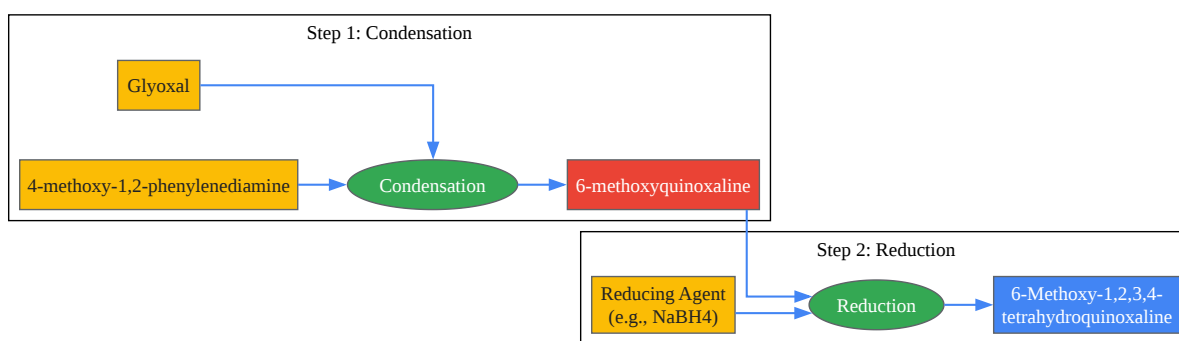 Step 1: Condensation
Glyoxal
4-methoxy-1,2-phenylenediamine
Condensation
6-methoxyquinoxaline
Step 2: Reduction
Reducing Agent
(e.g., NaBH4)
Reduction
6-Methoxy-1,2,3,4-
tetrahydroquinoxaline